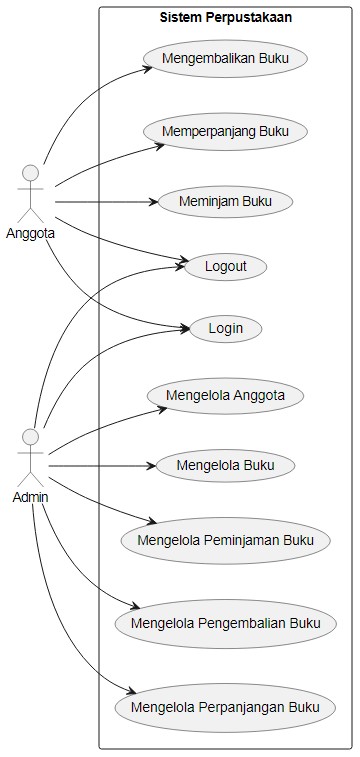 Sistem Perpustakaan
Mengembalikan Buku
Memperpanjang Buku
Meminjam Buku
Anggota
Logout
Login
Mengelola Anggota
Mengelola Buku
Admin
Mengelola Peminjaman Buku
Mengelola Pengembalian Buku
Mengelola Perpanjangan Buku